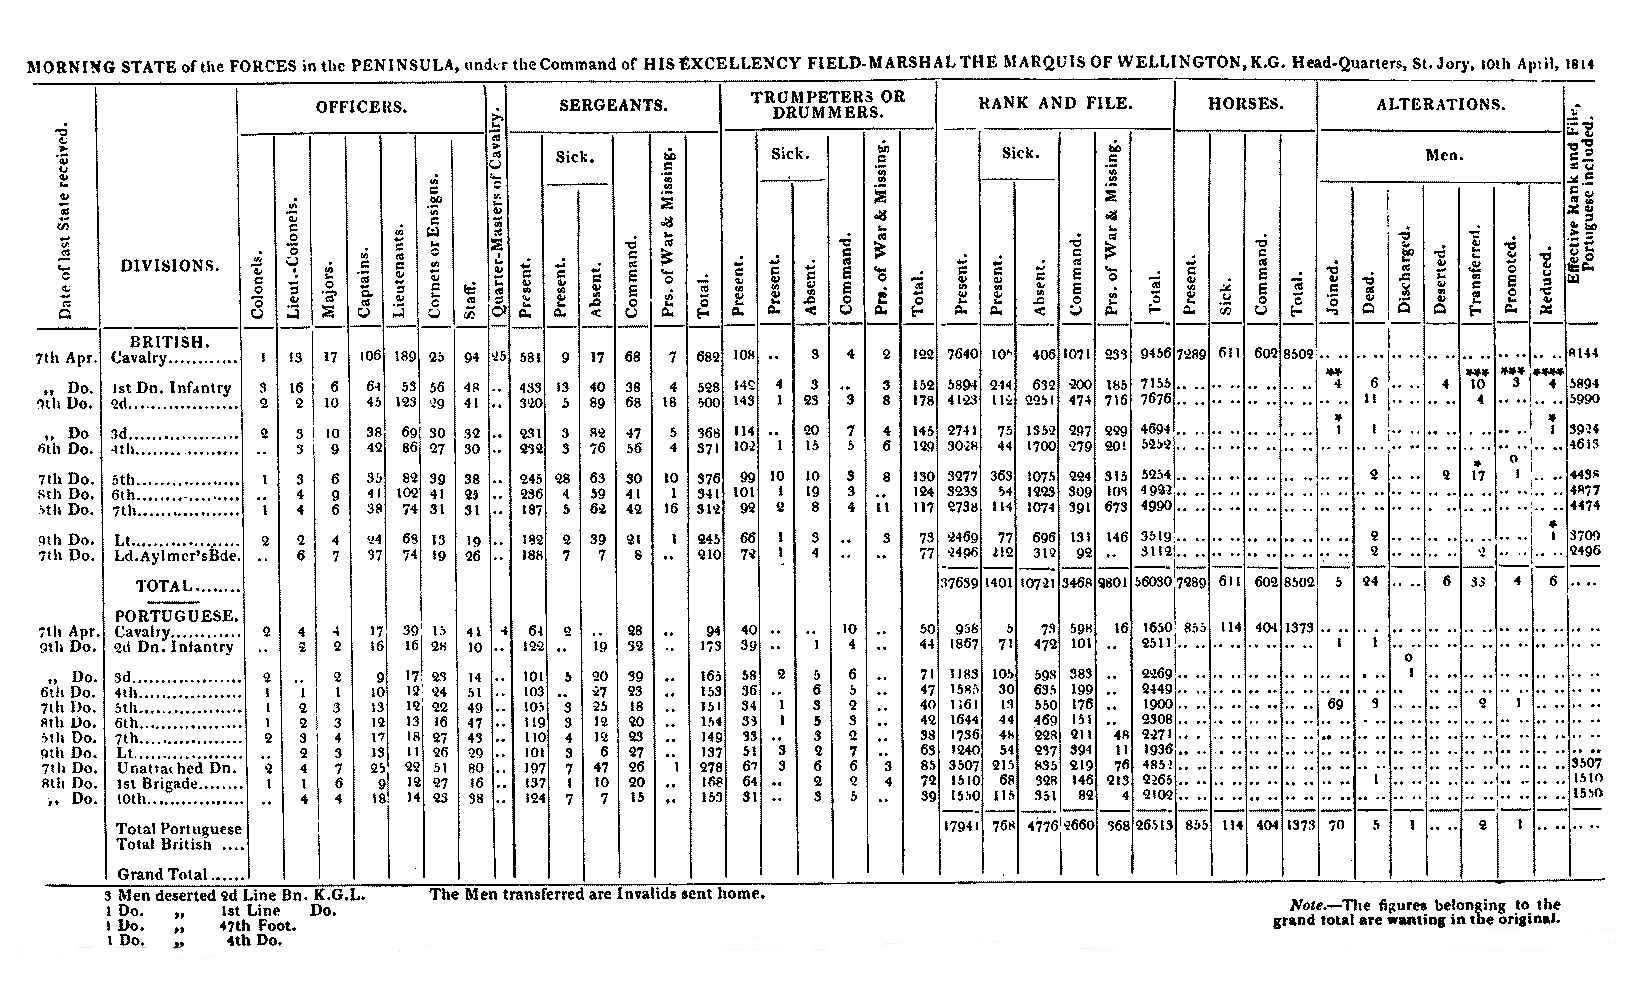 MORNING STATE of the FORCES in the PENINSULA, under the Command of HIS EXCELLENCY FIELD-MARSHAL THE MARQUIS OF WELLINGTON, K.G. Head-Quarters, St. Jory, 10th April, 1814
Date of last State received.
DIVISIONS.
OFFICERS.
Colonels.
Lieut.-Colonels.
Majors.
Captains.
Lieutenants.
Cornets or Ensigns.
Staff.
Quarter-Masters of Cavalry.
SERGEANTS.
Present.
Sick.
Present.
Absent.
Command.
Prs. of War & Missing.
Total.
TRUMPETERS OR
DRUMMERS.
Present.
Sick.
Present.
Absent.
Command.
Prs. of War & Missing.
Total.
RANK AND FILE.
Present.
Sick.
Present.
Absent.
Command.
Prs. of War & Missing.
Total.
HORSES.
Present.
Sick.
Command.
Total.
ALTERATIONS.
Men.
Joined.
Dead.
Discharged.
Deserted.
Transferred.
Promoted.
Reduced.
Effective Rank and File,
Portuguese included.
BRITISH.
7th Apr. Cavalry............ 1 13 17 106 189 25 94 25 581 9 17 68 7 682 108 .. 3 4 2 122 7640 406 1071 233 9456 7289 611 602 8502 .. .. .. .. .. .. .. 8144
** *** *** ****
„ Do. 1st Dn. Infantry 3 16 6 64 53 56 48 .. 433 13 40 38 4 528 142 4 3 .. 3 152 5894 244 632 200 185 7155 .. .. .. .. 4 6 .. 4 10 3 4 5894
9th Do. 2d................... 2 2 10 45 123 29 41 .. 320 5 89 68 18 500 143 1 23 3 8 178 4123 112 2251 474 716 7676 .. .. .. .. .. 11 .. .. 4 .. .. 5990
* *
„ Do 3d................... 2 3 10 38 69 30 32 .. 231 3 82 47 5 368 114 .. 20 7 4 145 2741 75 1352 297 229 4694 .. .. .. .. 1 1 .. .. .. .. 1 3924
6th Do. 4th.................. .. 3 9 42 86 27 30 .. 232 3 76 56 4 371 102 1 15 5 6 129 3028 44 1700 279 201 5252 .. .. .. .. .. .. .. .. .. .. .. 4613
* o
7th Do. 5th.................. 1 3 6 35 82 39 38 .. 245 28 63 30 10 376 99 10 10 3 8 130 3277 363 1075 224 315 5254 .. .. .. .. .. 2 .. 2 17 1 .. 4438
8th Do. 6th.................. .. 4 9 41 102 41 23 .. 236 4 59 41 1 341 101 1 19 3 .. 124 3233 54 1223 309 103 4922 .. .. .. .. .. .. .. .. .. .. .. 4877
5th Do. 7th.................. 1 4 6 38 74 31 31 .. 187 5 62 42 16 312 92 2 8 4 11 117 2738 114 1074 391 673 4990 .. .. .. .. .. .. .. .. .. .. .. 4474
*
9th Do. Lt................... 2 2 4 24 68 13 19 .. 182 2 39 21 1 245 66 1 3 .. 3 73 2469 77 696 131 146 3519 .. .. .. .. .. 2 .. .. .. .. 1 3709
7th Do. Ld.Aylmer'sBde. .. 6 7 37 74 19 26 .. 188 7 7 8 .. 210 72 1 4 .. .. 77 2496 212 312 92 .. 3112 .. .. .. .. .. 2 .. .. 2 .. .. 2496
TOTAL........ 37639 1401 10721 3468 2801 56030 7289 611 602 8502 5 24 .. 6 33 4 6 .. ..
PORTUGUESE.
7th Apr. Cavalry............ 2 4 4 17 39 15 41 4 64 2 .. 28 .. 94 40 .. .. 10 .. 50 958 5 73 598 16 1650 855 114 404 1373 .. .. .. .. .. .. .. .. ..
9th Do. 2d Dn. Infantry .. 2 2 16 16 28 10 .. 122 .. 19 32 .. 173 39 .. 1 4 .. 44 1867 71 472 101 .. 2511 .. .. .. .. 1 1 .. .. .. .. .. .. ..
o
„ Do. 3d................... 2 .. 2 9 17 23 14 .. 101 5 20 39 .. 165 58 2 5 6 .. 71 1183 105 598 383 .. 2269 .. .. .. .. .. .. 1 .. .. .. .. .. ..
6th Do. 4th.................. 1 1 1 10 12 24 51 .. 103 .. 27 23 .. 153 36 .. 6 5 .. 47 1585 30 635 199 .. 2449 .. .. .. .. .. .. .. .. .. .. .. .. ..
7th Do. 5th.................. 1 2 3 13 12 22 49 .. 105 3 25 18 .. 151 34 1 3 2 .. 40 1161 13 550 176 .. 1900 .. .. .. .. 69 3 .. .. 2 1 .. .. ..
8th Do. 6th.................. 1 2 3 12 13 16 47 .. 119 3 12 20 .. 154 33 1 5 3 .. 42 1644 44 469 151 .. 2308 .. .. .. .. .. .. .. .. .. .. .. .. ..
5th Do. 7th.................. 2 3 4 17 18 27 43 .. 110 4 12 23 .. 149 33 .. 3 2 .. 38 1736 48 228 211 48 2271 .. .. .. .. .. .. .. .. .. .. .. .. ..
9th Do. Lt................... .. 2 3 13 11 26 29 .. 101 3 6 27 .. 137 51 3 2 7 .. 63 1240 54 237 394 11 1936 .. .. .. .. .. .. .. .. .. .. .. .. ..
7th Do. Unattached Dn. 2 4 7 25 22 51 80 .. 197 7 47 26 1 278 67 3 6 6 3 85 3507 215 835 219 76 4852 .. .. .. .. .. .. .. .. .. .. .. 3507
8th Do. 1st Brigade........ 1 1 6 9 12 27 16 .. 137 1 10 20 .. 168 64 .. 2 2 4 72 1510 68 328 146 213 2265 .. .. .. .. .. 1 .. .. .. .. .. 1510
„ Do. 10th................ .. 4 4 18 14 23 38 .. 124 7 7 15 .. 153 31 .. 3 5 .. 39 1550 115 351 82 4 2102 .. .. .. .. .. .. .. .. .. .. .. 1550
Total Portuguese 17941 768 4776 2660 368 26513 855 114 404 1373 70 5 1 .. 2 1 .. .. ..
Total British ....
Grand Total......
3 Men deserted 2d Line Bn. K.G.L. The Men transferred are Invalids sent home.
1 Do. „ 1st Line Do.
1 Do. „ 47th Foot.
1 Do. „ 4th Do.
Note.—The figures belonging to the
grand total are wanting in the original.